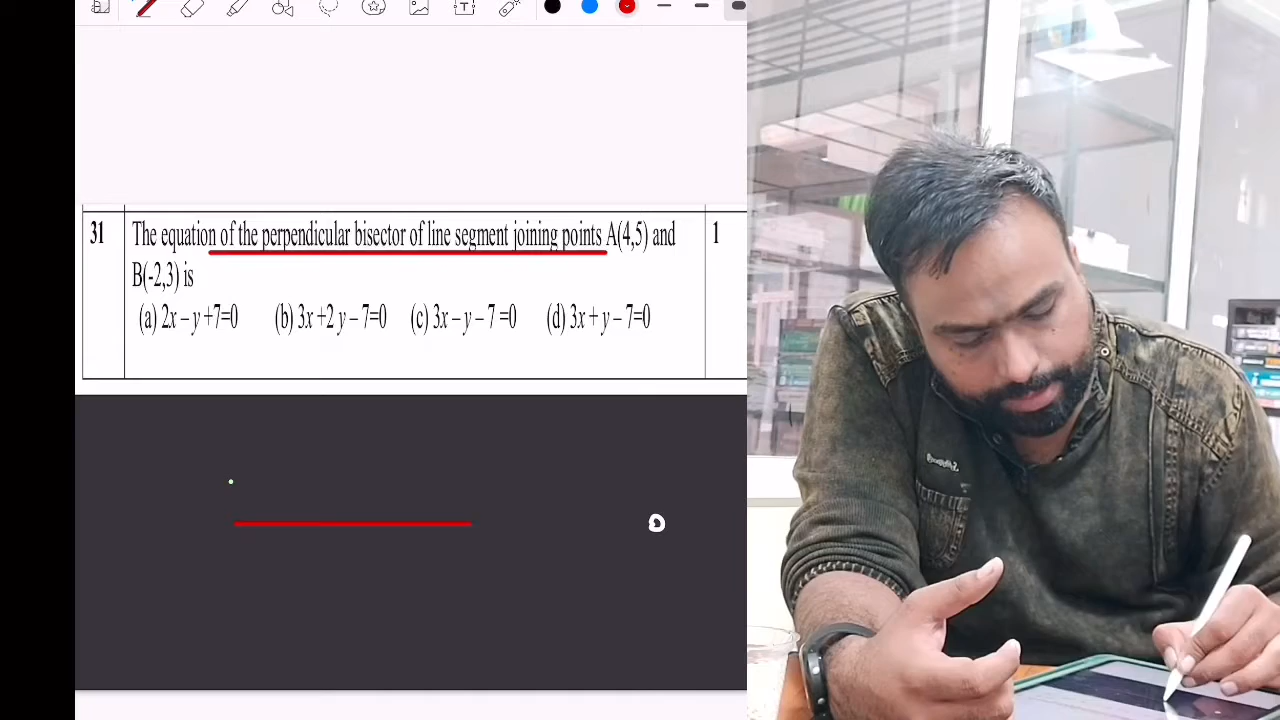 31 The equation of the perpendicular bisector of line segment joining points A(4,5) and 1
B(-2,3) is
(a) 2x – y +7=0 (b) 3x +2 y – 7=0 (c) 3x – y – 7 =0 (d) 3x + y – 7=0